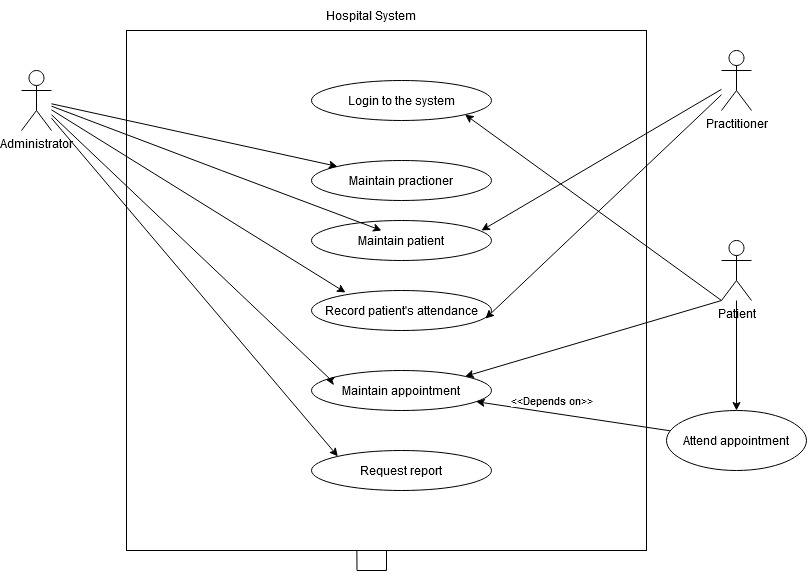 Hospital System
Login to the system
Practitioner
Administrator
Maintain practioner
Maintain patient
Record patient's attendance
Patient
Maintain appointment
<<Depends on>>
Attend appointment
Request report